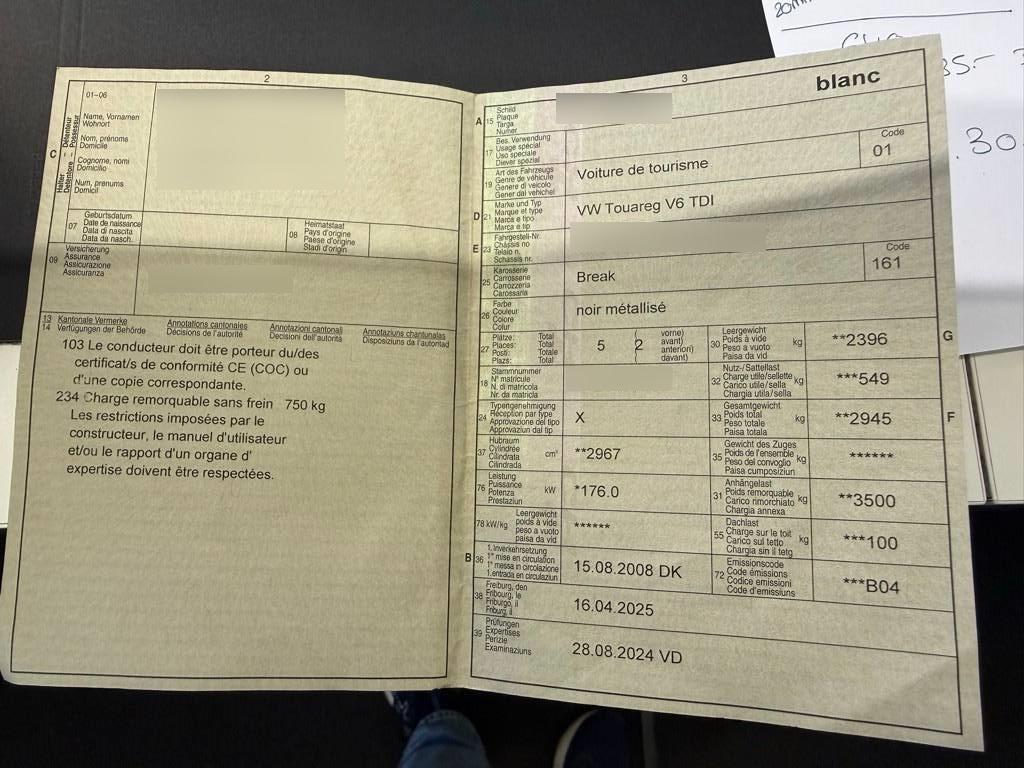 20m
35.-
.30
2
01-06
C
Halter Détenteur
Detentore Possessur
Name, Vornamen
Wohnort
Nom, prénoms
Domicile
Cognome, nomi
Domicilio
Num, prenums
Domicil
07
Geburtsdatum
Date de naissance
Data di nascita
Data da nasch.
08
Heimatstaat
Pays d'origine
Paese d'origine
Stadi d'origin
09
Versicherung
Assurance
Assicurazione
Assicuranza
13 Kantonale Vermerke Annotations cantonales Annotazioni cantonali Annotaziuns chantunalas
14 Verfügungen der Behörde Décisions de l'autorité Decisioni dell'autorità Disposiziuns da l'autoritad
103 Le conducteur doit être porteur du/des
certificat/s de conformité CE (COC) ou
d'une copie correspondante.
234 Charge remorquable sans frein 750 kg
Les restrictions imposées par le
constructeur, le manuel d'utilisateur
et/ou le rapport d'un organe d'
expertise doivent être respectées.
3
blanc
A 15
Schild
Plaque
Targa
Numer
17
Bes. Verwendung
Usage spécial
Uso speciale
Diever spezial
19
Art des Fahrzeugs
Genre de véhicule
Genere di veicolo
Gener dal vehichel
Voiture de tourisme
Code
01
D 21
Marke und Typ
Marque et type
Marca e tipo
Marca e tip
VW Touareg V6 TDI
E 23
Fahrgestell-Nr.
Châssis no
Telaio n.
Schassis nr.
25
Karosserie
Carrosserie
Carrozzeria
Carossaria
Break
Code
161
26
Farbe
Couleur
Colore
Colur
noir métallisé
27
Plätze: Total
Places: Total
Posti: Totale
Plazs: Total
5 ( 2
vorne)
avant)
anteriori)
davant)
G
30
Leergewicht
Poids à vide
Peso a vuoto
Paisa da vid
kg
**2396
18
Stammnummer
N° matricule
N. di matricola
Nr. da matricla
32
Nutz-/Sattellast
Charge utile/sellette
Carico utile/sella
Chargia utila/sella
kg
***549
24
Typengenehmigung
Réception par type
Approvazione del tipo
Approvaziun dal tip
X
F
33
Gesamtgewicht
Poids total
Peso totale
Paisa totala
kg
**2945
37
Hubraum
Cylindrée
Cilindrata
Cilindrada
cm³
**2967
35
Gewicht des Zuges
Poids de l'ensemble
Peso del convoglio
Paisa cumposiziun
kg
******
76
Leistung
Puissance
Potenza
Prestaziun
kW
*176.0
31
Anhängelast
Poids remorquable
Carico rimorchiato
Chargia annexa
kg
**3500
78 kW/kg
Leergewicht
poids à vide
peso a vuoto
paisa da vid
******
55
Dachlast
Charge sur le toit
Carico sul tetto
Chargia sin il tetg
kg
***100
B 36
1. Inverkehrsetzung
1re mise en circulation
1a messa in circolazione
1. entrada en circulaziun
15.08.2008 DK
72
Emissionscode
Code émissions
Codice emissioni
Code d'emissiuns
***B04
38
Freiburg, den
Fribourg, le
Friburgo, il
Friburg, il
16.04.2025
39
Prüfungen
Expertises
Perizie
Examinaziuns
28.08.2024 VD